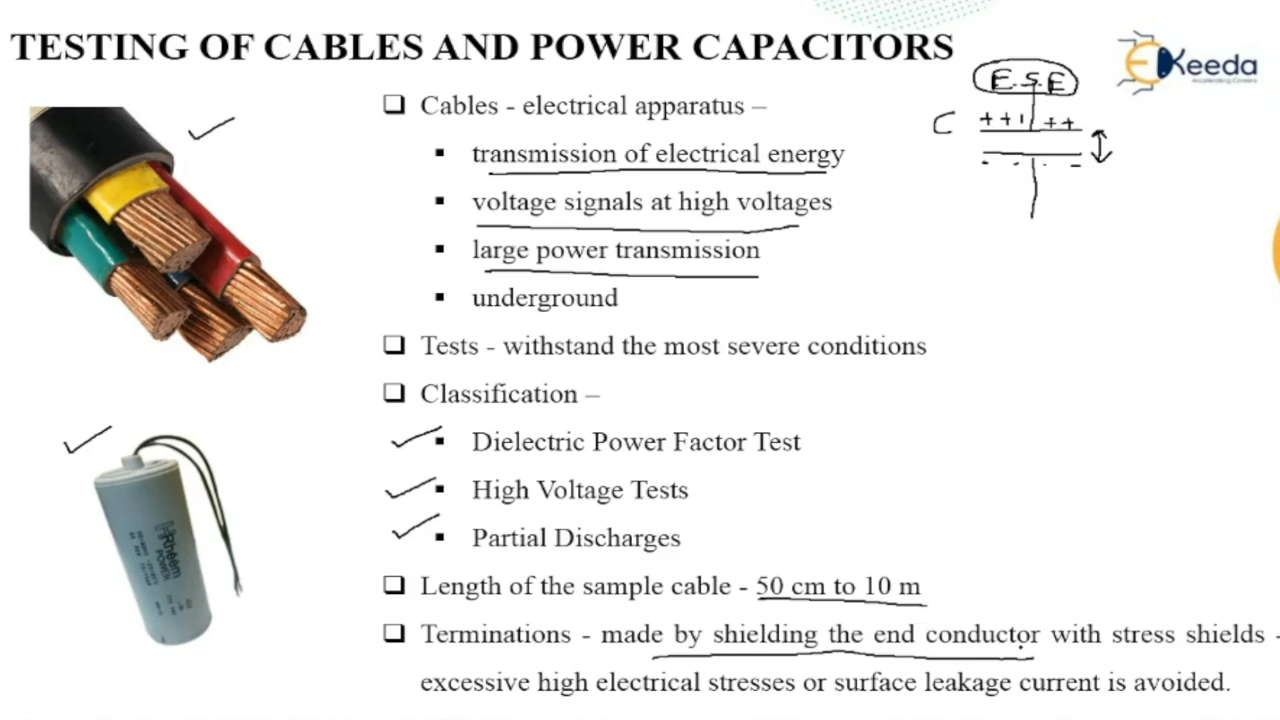 TESTING OF CABLES AND POWER CAPACITORS
EKeeda
Cables - electrical apparatus –
transmission of electrical energy
voltage signals at high voltages
large power transmission
underground
Tests - withstand the most severe conditions
Classification –
Dielectric Power Factor Test
High Voltage Tests
Partial Discharges
Length of the sample cable - 50 cm to 10 m
Terminations - made by shielding the end conductor with stress shields -
excessive high electrical stresses or surface leakage current is avoided.
E.S.E
C
Rheem
POWER